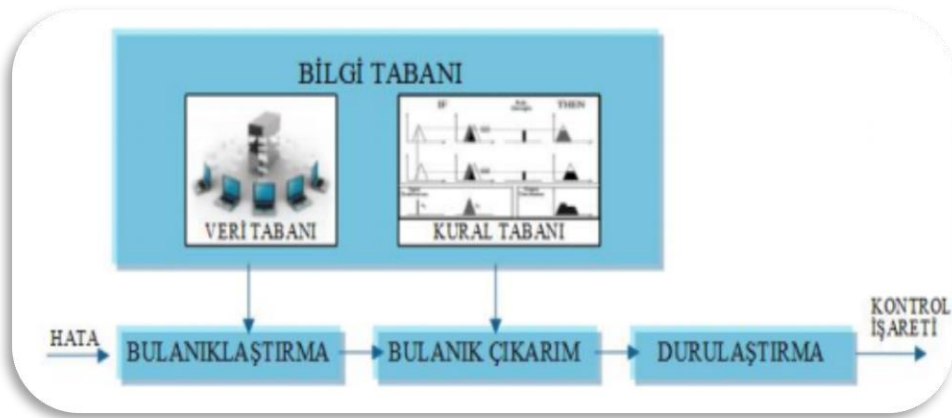 BİLGİ TABANI
IF
THEN
VERİ TABANI
KURAL TABANI
HATA
BULANIKLAŞTIRMA
BULANIK ÇIKARIM
DURULAŞTIRMA
KONTROL
İŞARETİ